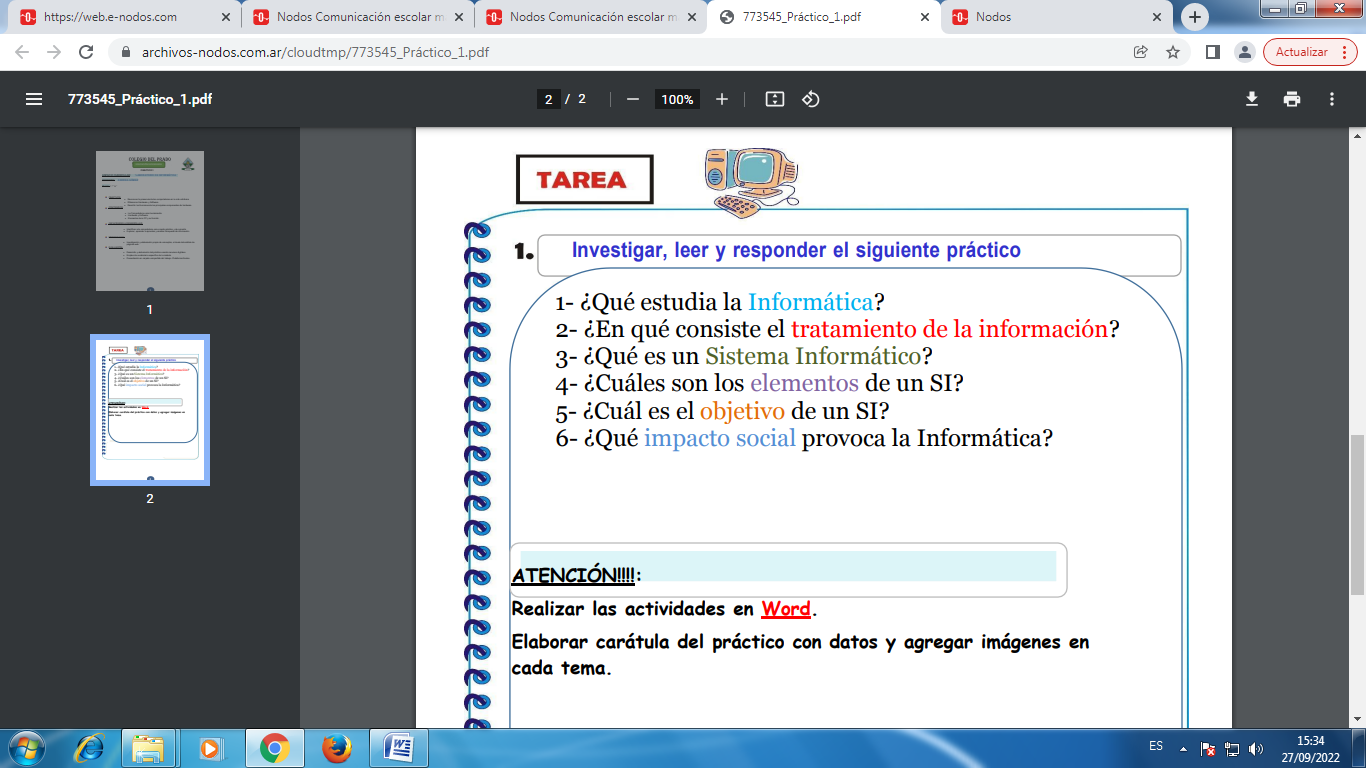 https://web.e-nodos.com
Nodos Comunicación escolar m
Nodos Comunicación escolar m
773545_Práctico_1.pdf
Nodos
archivos-nodos.com.ar/cloudtmp/773545_Práctico_1.pdf
Actualizar
773545_Práctico_1.pdf
2 / 2
100%
COLEGIO DEL PRADO
1
2
TAREA
1. Investigar, leer y responder el siguiente práctico
1- ¿Qué estudia la Informática?
2- ¿En qué consiste el tratamiento de la información?
3- ¿Qué es un Sistema Informático?
4- ¿Cuáles son los elementos de un SI?
5- ¿Cuál es el objetivo de un SI?
6- ¿Qué impacto social provoca la Informática?
ATENCIÓN!!!!:
Realizar las actividades en Word.
Elaborar carátula del práctico con datos y agregar imágenes en
cada tema.
ES
15:34
27/09/2022